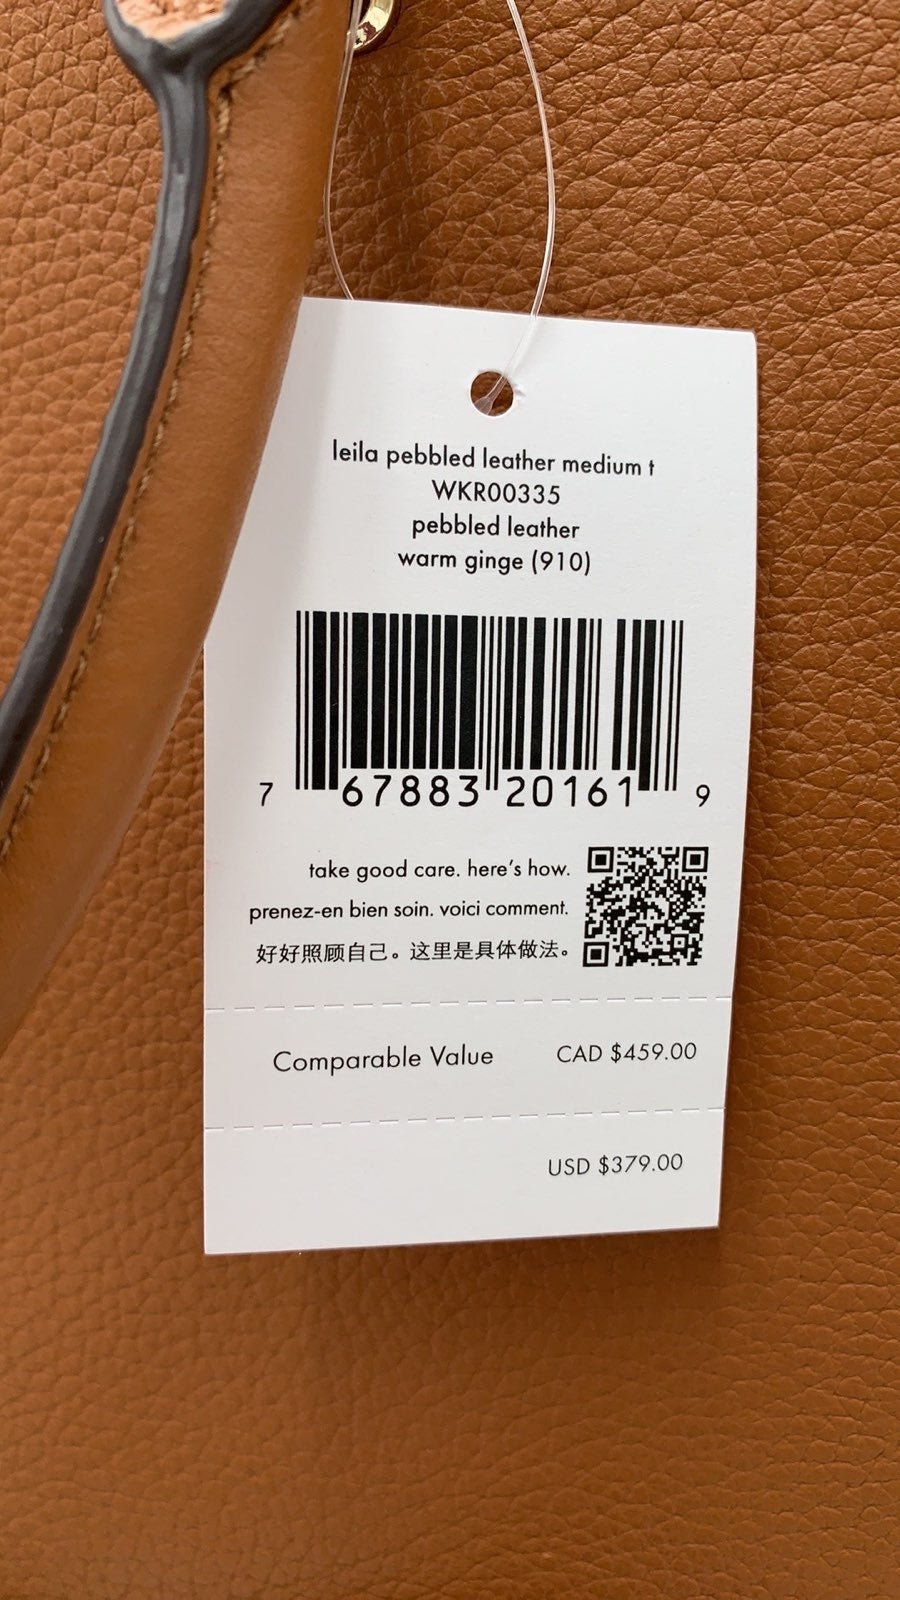 leila pebbled leather medium t
WKR00335
pebbled leather
warm ginge (910)
7 67883 20161 9
take good care. here's how.
prenez-en bien soin. voici comment.
好好照顾自己。这里是具体做法。
Comparable Value CAD $459.00
USD $379.00